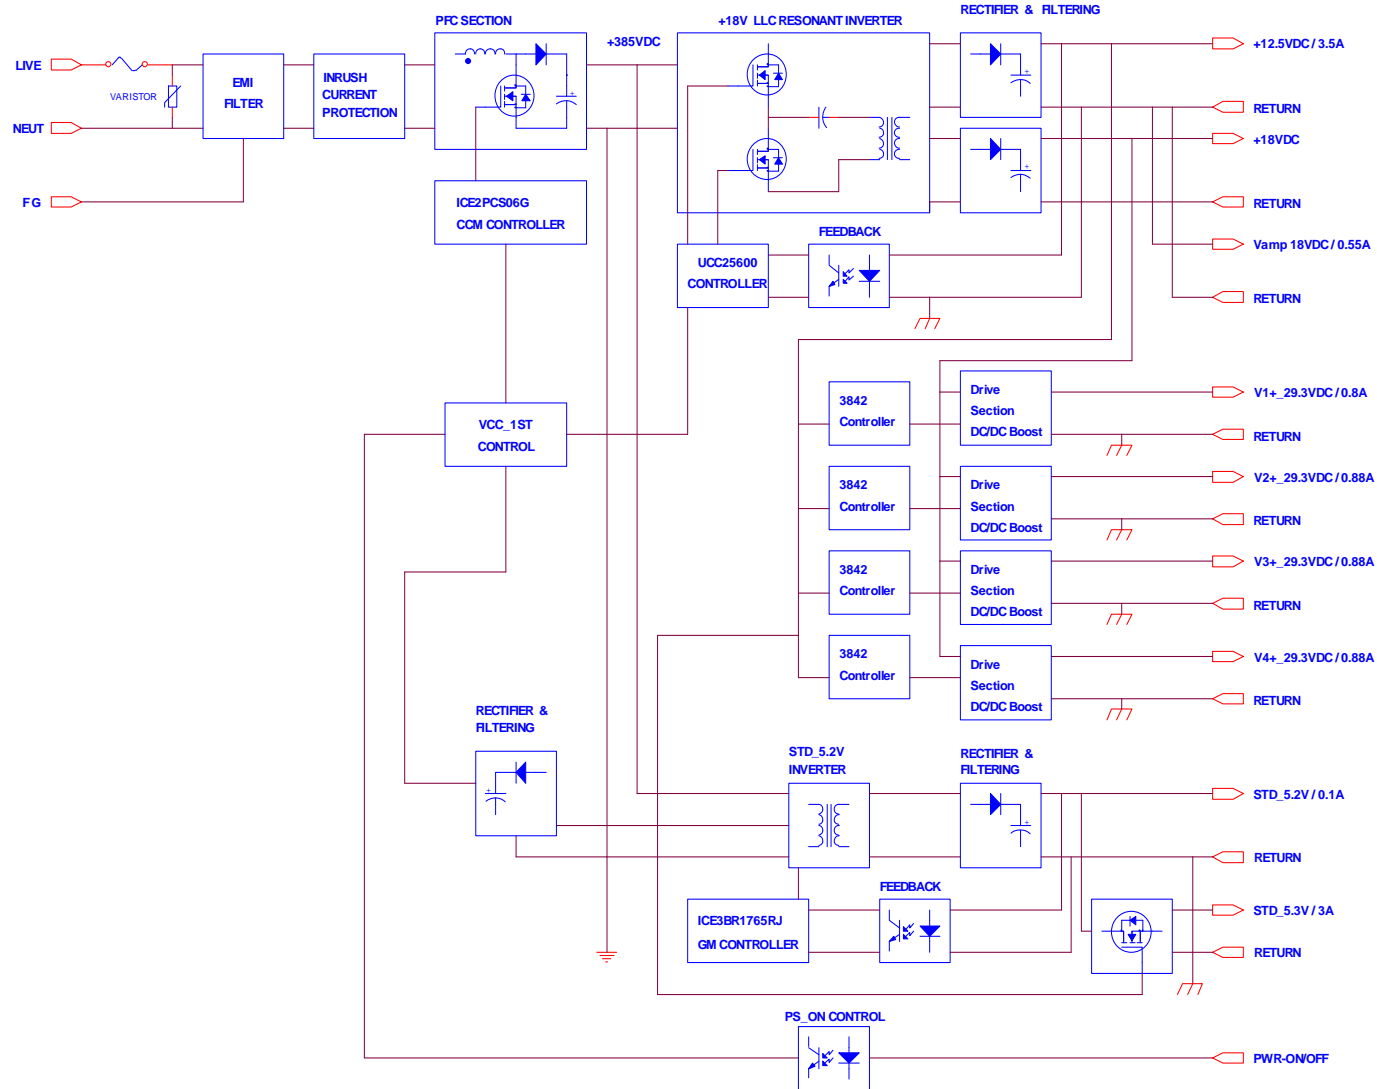 RECTIFIER & FILTERING
PFC SECTION
+385VDC
+18V LLC RESONANT INVERTER
+12.5VDC / 3.5A
LIVE
VARISTOR
EMI
FILTER
INRUSH
CURRENT
PROTECTION
NEUT
RETURN
+18VDC
FG
ICE2PCS06G
CCM CONTROLLER
RETURN
FEEDBACK
Vamp 18VDC / 0.55A
UCC25600
CONTROLLER
RETURN
3842
Controller
Drive
Section
DC/DC Boost
V1+_29.3VDC / 0.8A
RETURN
VCC_1ST
CONTROL
3842
Controller
Drive
Section
DC/DC Boost
V2+_29.3VDC / 0.88A
RETURN
3842
Controller
Drive
Section
DC/DC Boost
V3+_29.3VDC / 0.88A
RETURN
3842
Controller
Drive
Section
DC/DC Boost
V4+_29.3VDC / 0.88A
RETURN
RECTIFIER &
FILTERING
STD_5.2V
INVERTER
RECTIFIER &
FILTERING
STD_5.2V / 0.1A
RETURN
FEEDBACK
ICE3BR1765RJ
GM CONTROLLER
STD_5.3V / 3A
RETURN
PS_ON CONTROL
PWR-ON/OFF